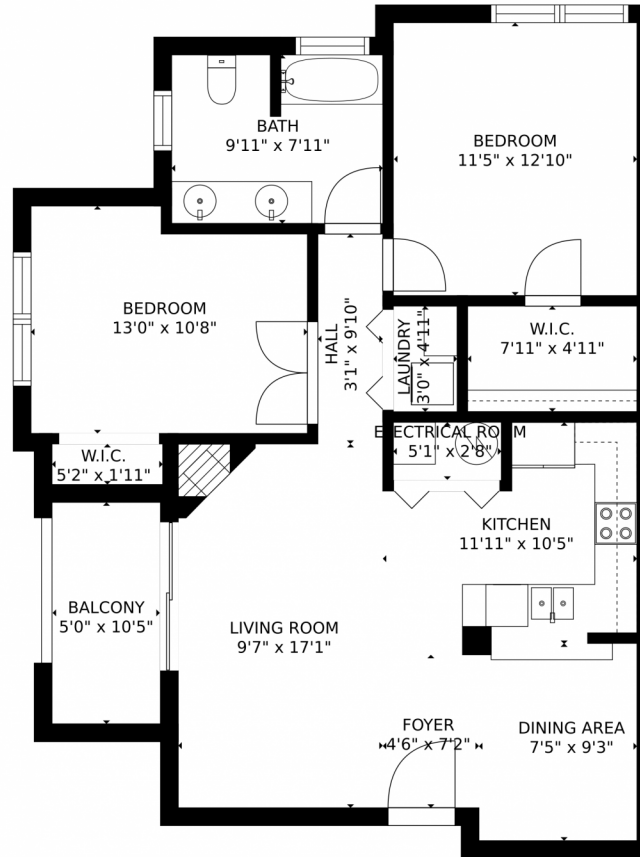 BATH
9'11" x 7'11"
BEDROOM
11'5" x 12'10"
BEDROOM
13'0" x 10'8"
HALL
3'1" x 9'10"
LAUNDRY
3'0" x 4'11"
W.I.C.
7'11" x 4'11"
ELECTRICAL ROOM
5'1" x 2'8"
W.I.C.
5'2" x 1'11"
KITCHEN
11'11" x 10'5"
BALCONY
5'0" x 10'5"
LIVING ROOM
9'7" x 17'1"
FOYER
4'6" x 7'2"
DINING AREA
7'5" x 9'3"